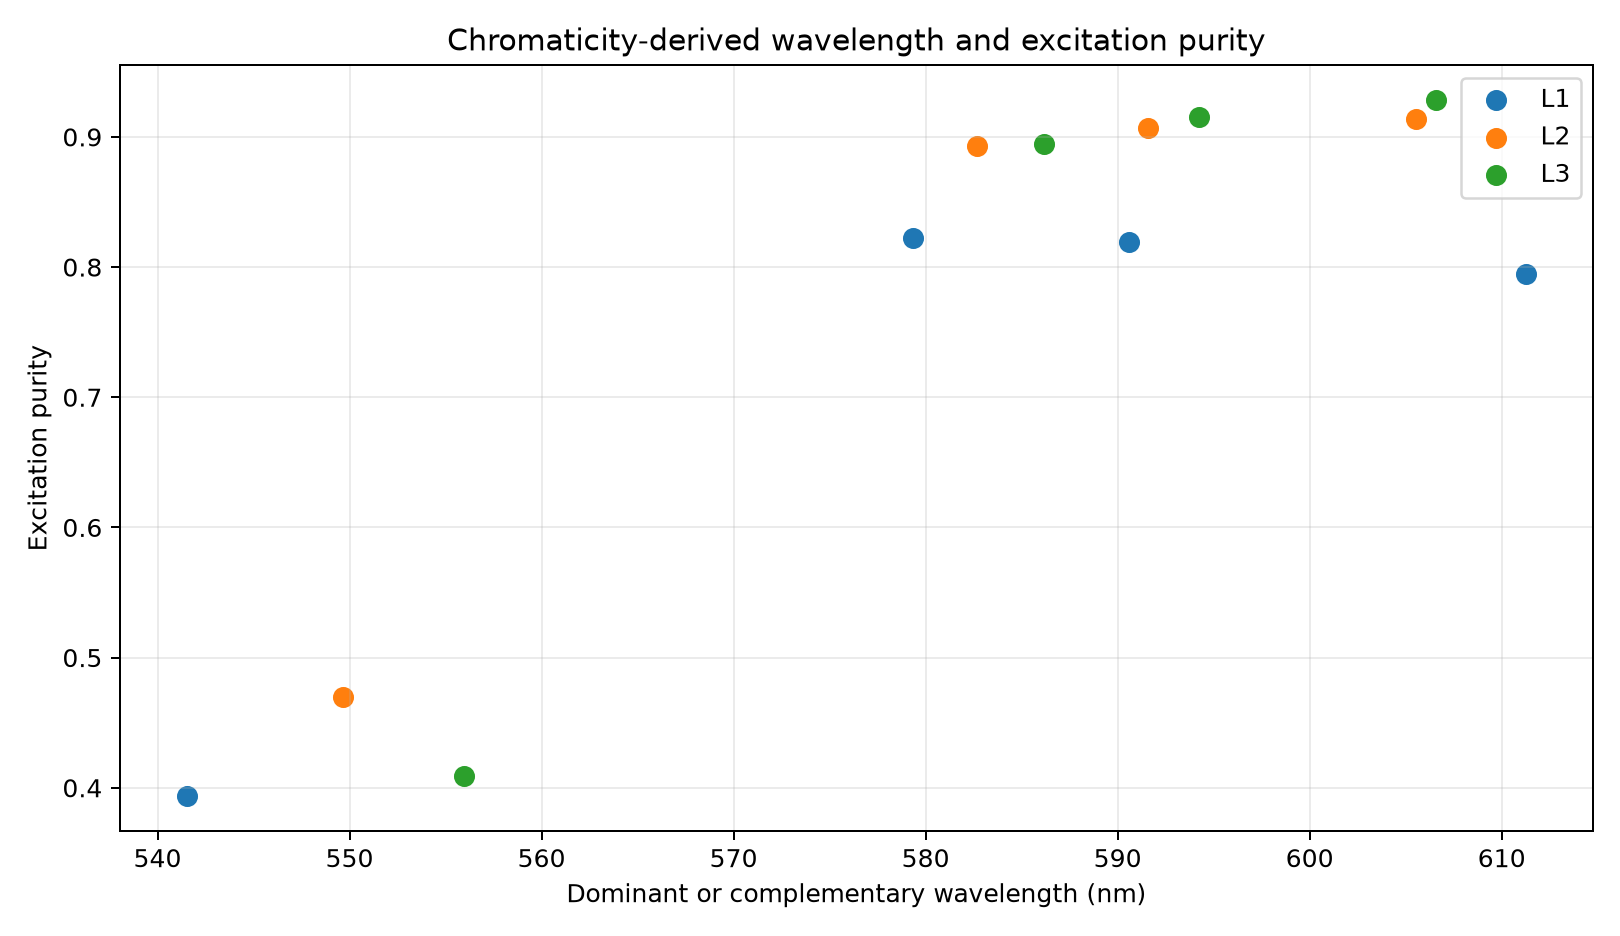 Chromaticity-derived wavelength and excitation purity
L1
L2
L3
Excitation purity
0.9
0.8
0.7
0.6
0.5
0.4
540 550 560 570 580 590 600 610
Dominant or complementary wavelength (nm)